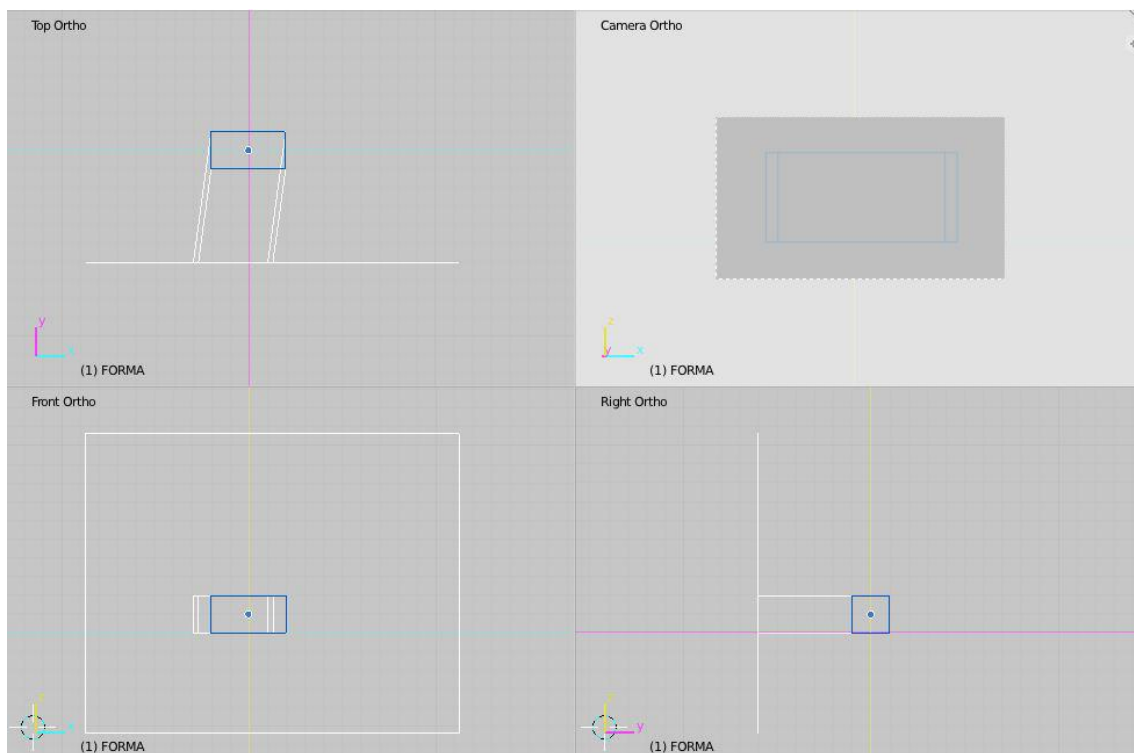 Top Ortho
y
x
(1) FORMA
Camera Ortho
z
y
x
(1) FORMA
Front Ortho
z
x
(1) FORMA
Right Ortho
z
y
(1) FORMA